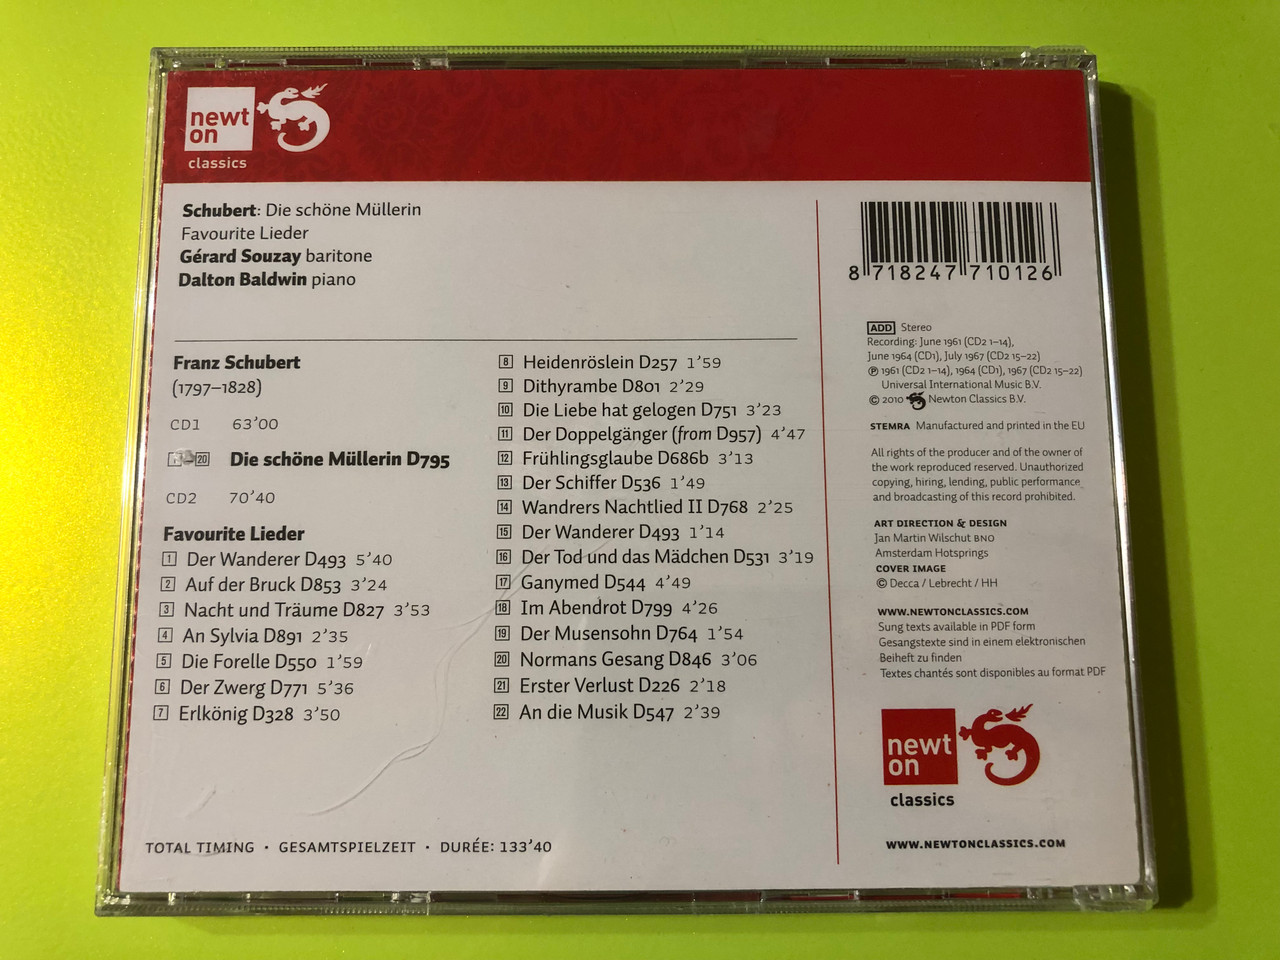 newt
on
classics
Schubert: Die schöne Müllerin
Favourite Lieder
Gérard Souzay baritone
Dalton Baldwin piano
Franz Schubert
(1797–1828)
CD1 63'00
20 Die schöne Müllerin D795
CD2 70'40
Favourite Lieder
1 Der Wanderer D493 5'40
2 Auf der Bruck D853 3'24
3 Nacht und Träume D827 3'53
4 An Sylvia D891 2'35
5 Die Forelle D550 1'59
6 Der Zwerg D771 5'36
7 Erlkönig D328 3'50
8 Heidenröslein D257 1'59
9 Dithyrambe D801 2'29
10 Die Liebe hat gelogen D751 3'23
11 Der Doppelgänger (from D957) 4'47
12 Frühlingsglaube D686b 3'13
13 Der Schiffer D536 1'49
14 Wandrers Nachtlied II D768 2'25
15 Der Wanderer D493 1'14
16 Der Tod und das Mädchen D531 3'19
17 Ganymed D544 4'49
18 Im Abendrot D799 4'26
19 Der Musensohn D764 1'54
20 Normans Gesang D846 3'06
21 Erster Verlust D226 2'18
22 An die Musik D547 2'39
TOTAL TIMING · GESAMTSPIELZEIT · DURÉE: 133'40
8 718247 710126
ADD Stereo
Recording: June 1961 (CD2 1–14),
June 1964 (CD1), July 1967 (CD2 15–22)
℗ 1961 (CD2 1–14), 1964 (CD1), 1967 (CD2 15–22)
Universal International Music B.V.
© 2010 Newton Classics B.V.
STEMRA Manufactured and printed in the EU
All rights of the producer and of the owner of
the work reproduced reserved. Unauthorized
copying, hiring, lending, public performance
and broadcasting of this record prohibited.
ART DIRECTION & DESIGN
Jan Martin Wilschut BNO
Amsterdam Hotsprings
COVER IMAGE
© Decca / Lebrecht / HH
WWW.NEWTONCLASSICS.COM
Sung texts available in PDF form
Gesangstexte sind in einem elektronischen
Beiheft zu finden
Textes chantés sont disponibles au format PDF
newt
on
classics
WWW.NEWTONCLASSICS.COM